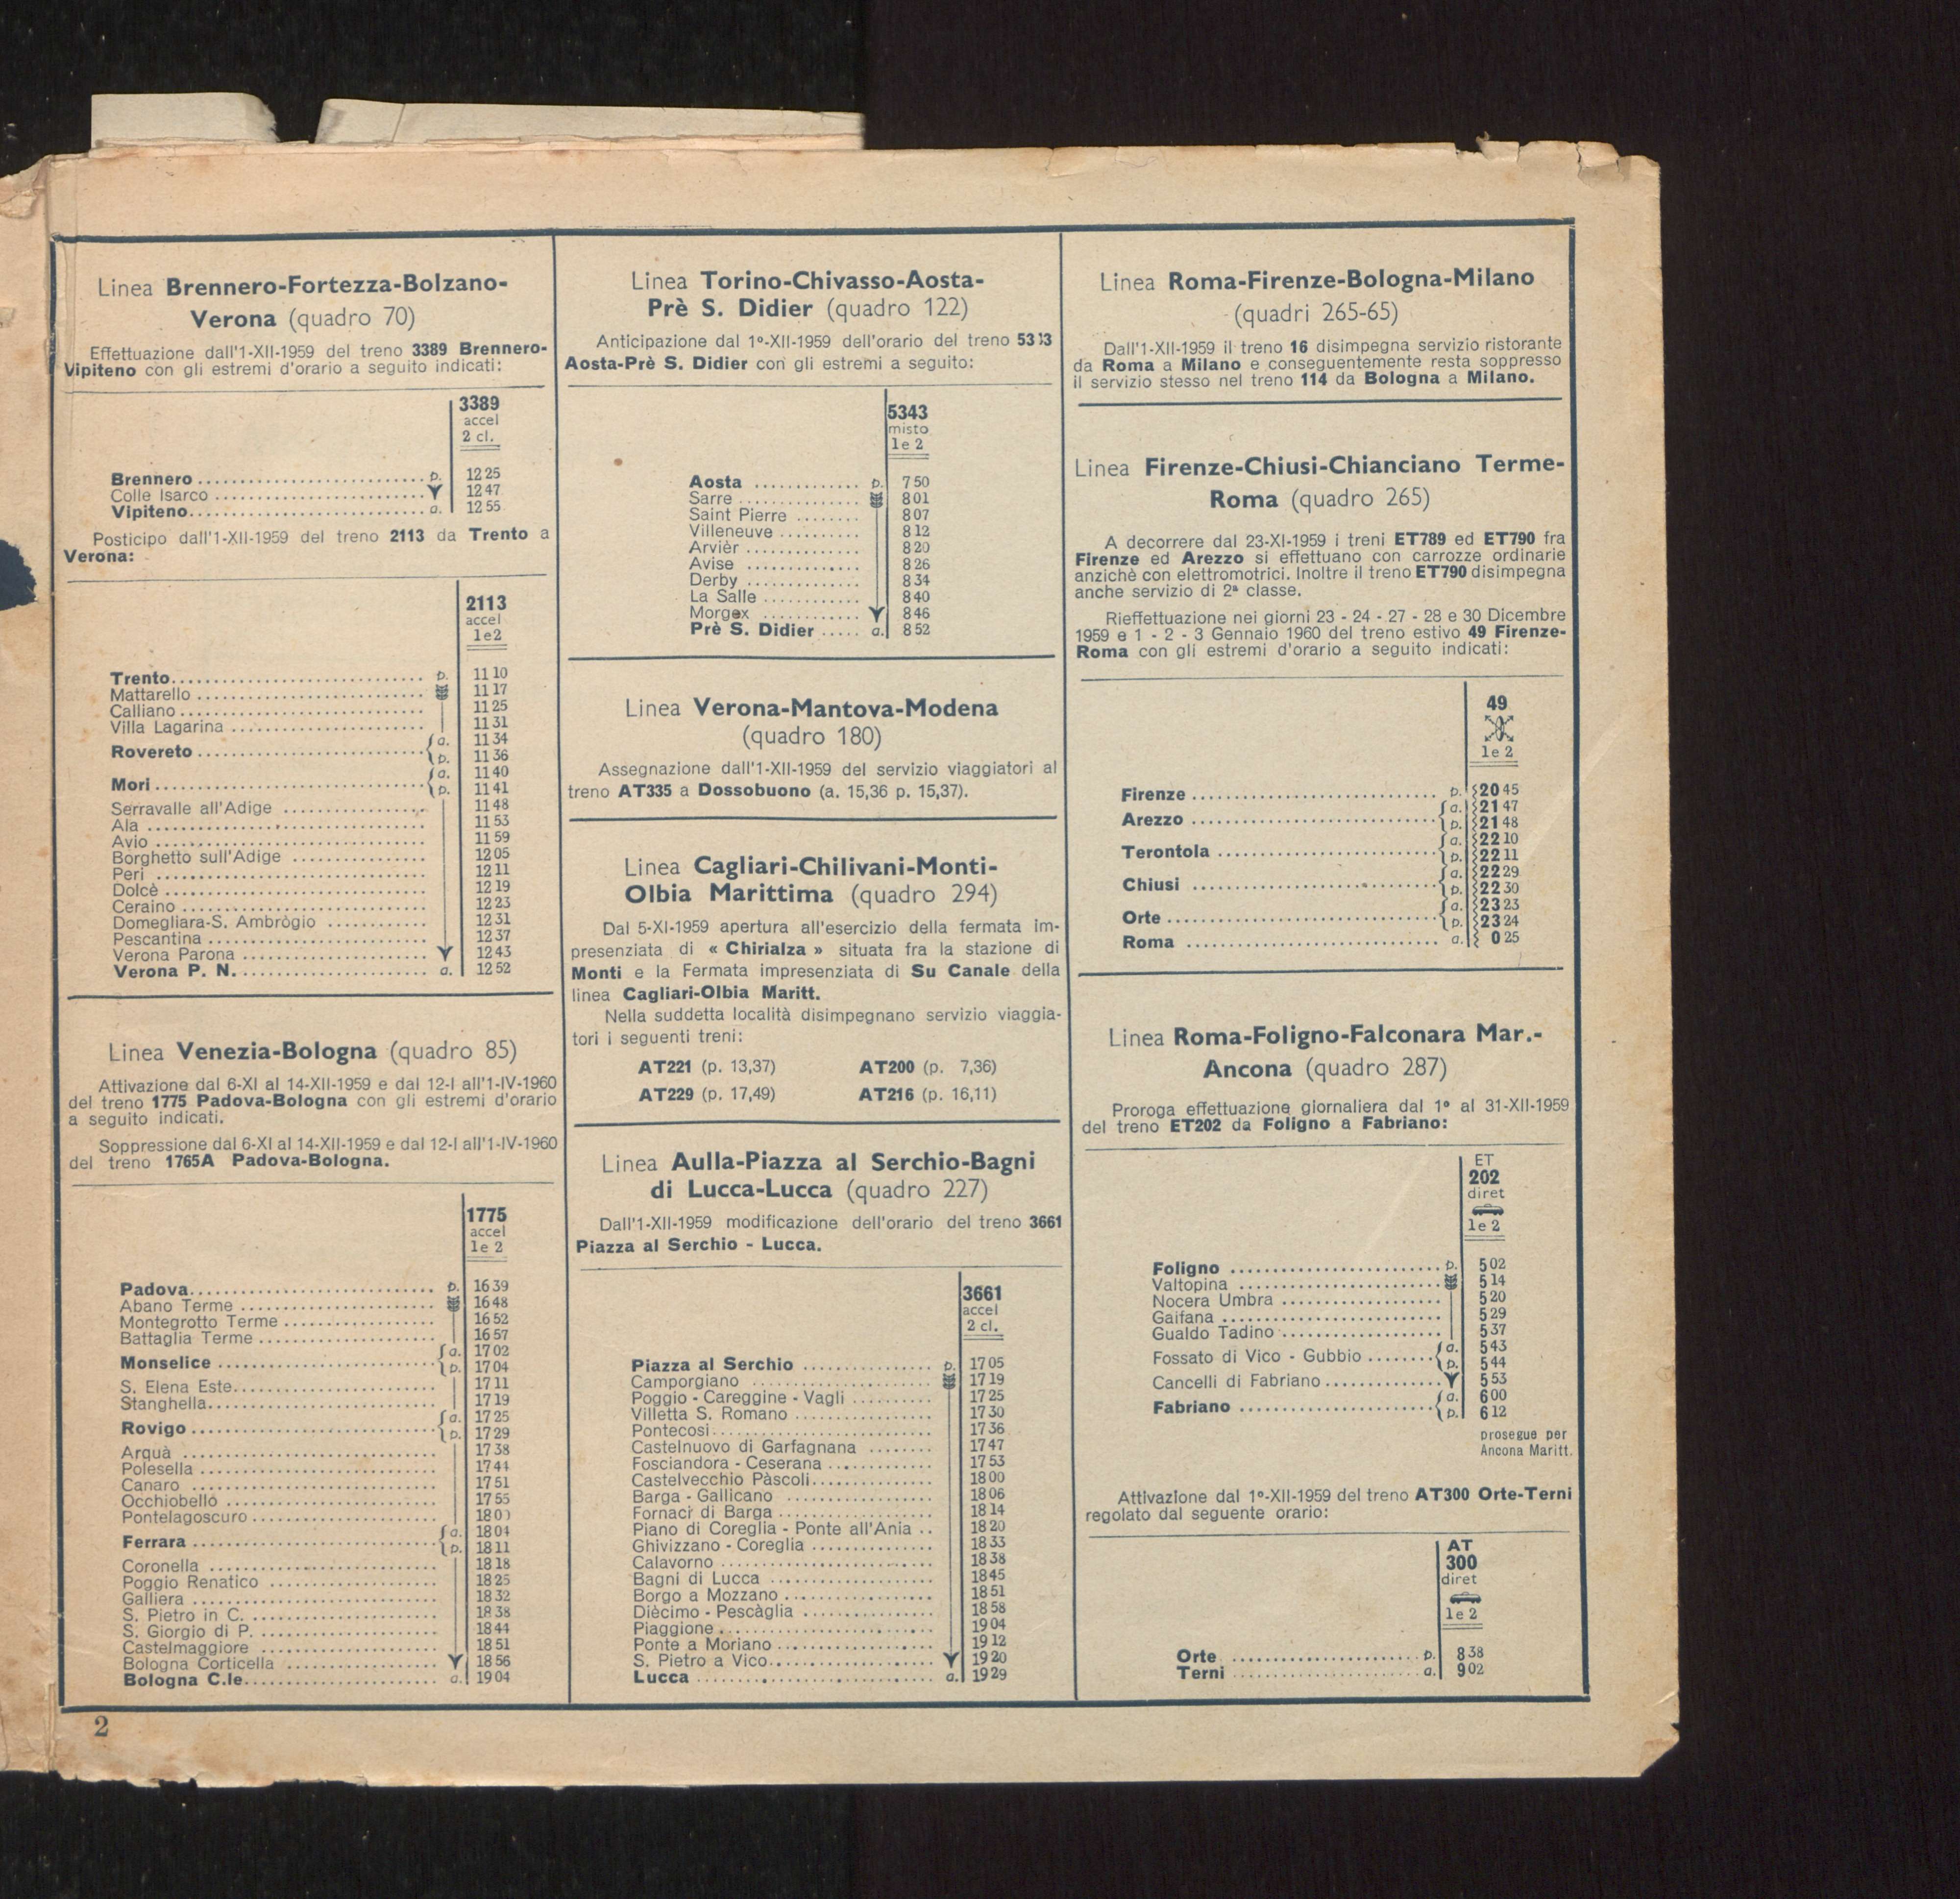 Linea Brennero-Fortezza-Bolzano-
Verona (quadro 70)
Effettuazione dall'1-XII-1959 del treno 3389 Brennero-
Vipiteno con gli estremi d'orario a seguito indicati:
3389
accel
2 cl.
Brennero p. 12 25
Colle Isarco 12 47
Vipiteno a. 12 55
Posticipo dall'1-XII-1959 del treno 2113 da Trento a
Verona:
2113
accel
1e2
Trento p. 11 10
Mattarello 11 17
Calliano 11 25
Villa Lagarina 11 31
Rovereto a. 11 34
p. 11 36
Mori a. 11 40
p. 11 41
Serravalle all'Adige 11 48
Ala 11 53
Avio 11 59
Borghetto sull'Adige 12 05
Peri 12 11
Dolcè 12 19
Ceraino 12 23
Domegliara-S. Ambrògio 12 31
Pescantina 12 37
Verona Parona 12 43
Verona P. N. a. 12 52
Linea Venezia-Bologna (quadro 85)
Attivazione dal 6-XI al 14-XII-1959 e dal 12-I all'1-IV-1960
del treno 1775 Padova-Bologna con gli estremi d'orario
a seguito indicati.
Soppressione dal 6-XI al 14-XII-1959 e dal 12-I all'1-IV-1960
del treno 1765A Padova-Bologna.
1775
accel
1e 2
Padova p. 16 39
Abano Terme 16 48
Montegrotto Terme 16 52
Battaglia Terme 16 57
Monselice a. 17 02
p. 17 04
S. Elena Este 17 11
Stanghella 17 19
Rovigo a. 17 25
p. 17 29
Arquà 17 38
Polesella 17 44
Canaro 17 51
Occhiobello 17 55
Pontelagoscuro 18 00
Ferrara a. 18 04
p. 18 11
Coronella 18 18
Poggio Renatico 18 25
Galliera 18 32
S. Pietro in C. 18 38
S. Giorgio di P. 18 44
Castelmaggiore 18 51
Bologna Corticella 18 56
Bologna C.le a. 19 04
2
Linea Torino-Chivasso-Aosta-
Prè S. Didier (quadro 122)
Anticipazione dal 1º-XII-1959 dell'orario del treno
Aosta-Prè S. Didier con gli estremi a seguito:
5343
misto
1e 2
Aosta p. 7 50
Sarre 8 01
Saint Pierre 8 07
Villeneuve 8 12
Arvièr 8 20
Avise 8 26
Derby 8 34
La Salle 8 40
Morgex 8 46
Prè S. Didier a. 8 52
Linea Verona-Mantova-Modena
(quadro 180)
Assegnazione dall'1-XII-1959 del servizio viaggiatori al
treno AT335 a Dossobuono (a. 15,36 p. 15,37).
Linea Cagliari-Chilivani-Monti-
Olbia Marittima (quadro 294)
Dal 5-XI-1959 apertura all'esercizio della fermata im-
presenziata di « Chirialza » situata fra la stazione di
Monti e la Fermata impresenziata di Su Canale della
linea Cagliari-Olbia Maritt.
Nella suddetta località disimpegnano servizio viaggia-
tori i seguenti treni:
AT221 (p. 13,37) AT200 (p. 7,36)
AT229 (p. 17,49) AT216 (p. 16,11)
Linea Aulla-Piazza al Serchio-Bagni
di Lucca-Lucca (quadro 227)
Dall'1-XII-1959 modificazione dell'orario del treno 3661
Piazza al Serchio - Lucca.
3661
accel
2 cl.
Piazza al Serchio p. 17 05
Camporgiano 17 19
Poggio - Careggine - Vagli 17 25
Villetta S. Romano 17 30
Pontecosi 17 36
Castelnuovo di Garfagnana 17 47
Fosciandora - Ceserana 17 53
Castelvecchio Pàscoli 18 00
Barga - Gallicano 18 06
Fornaci di Barga 18 14
Piano di Coreglia - Ponte all'Ania 18 20
Ghivizzano - Coreglia 18 33
Calavorno 18 38
Bagni di Lucca 18 45
Borgo a Mozzano 18 51
Diècimo - Pescàglia 18 58
Piaggione 19 04
Ponte a Moriano 19 12
S. Pietro a Vico 19 20
Lucca a. 19 29
Linea Roma-Firenze-Bologna-Milano
(quadri 265-65)
Dall'1-XII-1959 il treno 16 disimpegna servizio ristorante
da Roma a Milano e conseguentemente resta soppresso
il servizio stesso nel treno 114 da Bologna a Milano.
Linea Firenze-Chiusi-Chianciano Terme-
Roma (quadro 265)
A decorrere dal 23-XI-1959 i treni ET789 ed ET790 fra
Firenze ed Arezzo si effettuano con carrozze ordinarie
anzichè con elettromotrici. Inoltre il treno ET790 disimpegna
anche servizio di 2ª classe.
Rieffettuazione nei giorni 23 - 24 - 27 - 28 e 30 Dicembre
1959 e 1 - 2 - 3 Gennaio 1960 del treno estivo 49 Firenze-
Roma con gli estremi d'orario a seguito indicati:
49
1e 2
Firenze p. 20 45
Arezzo a. 21 47
p. 21 48
Terontola a. 22 10
p. 22 11
Chiusi a. 22 29
p. 22 30
Orte a. 23 23
p. 23 24
Roma a. 0 25
Linea Roma-Foligno-Falconara Mar.-
Ancona (quadro 287)
Proroga effettuazione giornaliera dal 1º al 31-XII-1959
del treno ET202 da Foligno a Fabriano:
ET
202
diret
1e 2
Foligno p. 5 02
Valtopina 5 14
Nocera Umbra 5 20
Gaifana 5 29
Gualdo Tadino 5 37
Fossato di Vico - Gubbio a. 5 43
p. 5 44
Cancelli di Fabriano 5 53
Fabriano a. 6 00
p. 6 12
prosegue per
Ancona Maritt.
Attivazione dal 1º-XII-1959 del treno AT300 Orte-Terni
regolato dal seguente orario:
AT
300
diret
1e 2
Orte p. 8 38
Terni a. 9 02